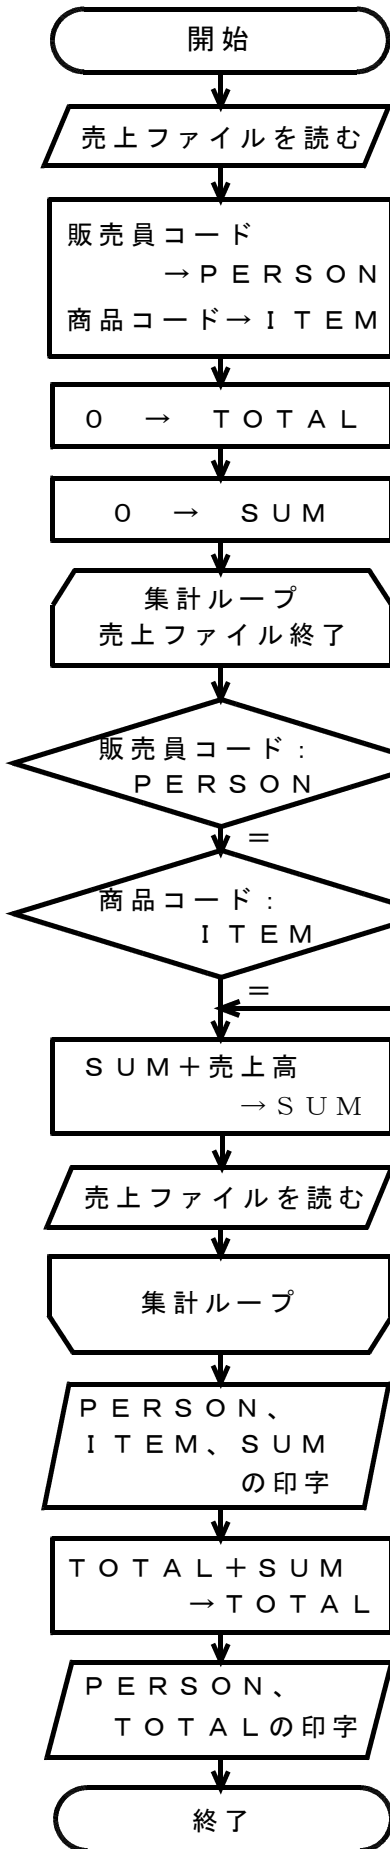 開始
売上ファイルを読む
販売員コード
→ＰＥＲＳＯＮ
商品コード→ＩＴＥＭ
０　→　ＴＯＴＡＬ
０　→　ＳＵＭ
集計ループ
売上ファイル終了
販売員コード：
ＰＥＲＳＯＮ
＝
商品コード：
ＩＴＥＭ
＝
ＳＵＭ＋売上高
→ＳＵＭ
売上ファイルを読む
集計ループ
ＰＥＲＳＯＮ、
ＩＴＥＭ、ＳＵＭ
の印字
ＴＯＴＡＬ＋ＳＵＭ
→ＴＯＴＡＬ
ＰＥＲＳＯＮ、
ＴＯＴＡＬの印字
終了